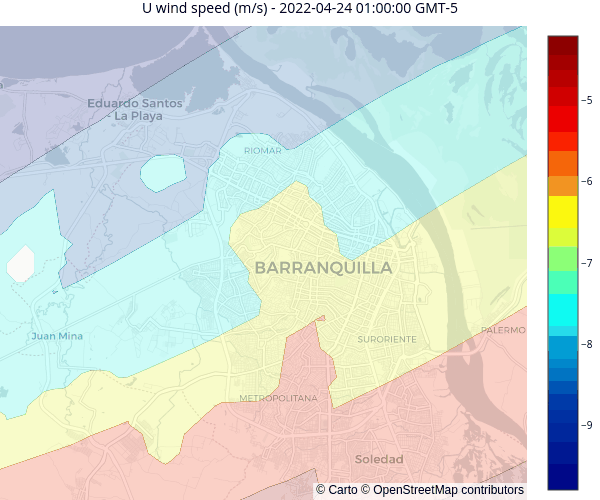 U wind speed (m/s) - 2022-04-24 01:00:00 GMT-5
Eduardo Santos
- La Playa
RIOMAR
BARRANQUILLA
Juan Mina
SURORIENTE
PALERMO
METROPOLITANA
Soledad
© Carto © OpenStreetMap contributors
−5
−6
−7
−8
−9